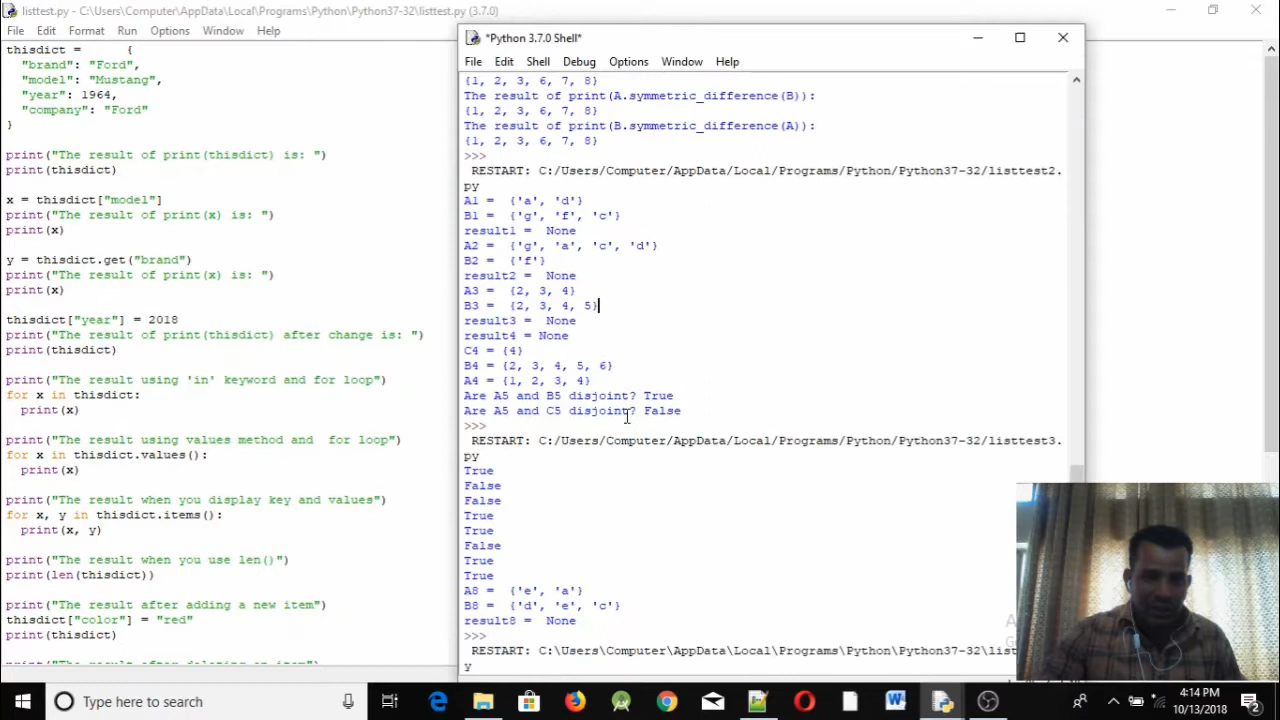 listtest.py - C:\Users\Computer\AppData\Local\Programs\Python\Python37-32\listtest.py (3.7.0)
File Edit Format Run Options Window Help
thisdict =      {
  "brand": "Ford",
  "model": "Mustang",
  "year": 1964,
  "company": "Ford"
}
print("The result of print(thisdict) is: ")
print(thisdict)
x = thisdict["model"]
print("The result of print(x) is: ")
print(x)
y = thisdict.get("brand")
print("The result of print(x) is: ")
print(x)
thisdict["year"] = 2018
print("The result of print(thisdict) after change is: ")
print(thisdict)
print("The result using 'in' keyword and for loop")
for x in thisdict:
  print(x)
print("The result using values method and  for loop")
for x in thisdict.values():
  print(x)
print("The result when you display key and values")
for x, y in thisdict.items():
  print(x, y)
print("The result when you use len()")
print(len(thisdict))
print("The result after adding a new item")
thisdict["color"] = "red"
print(thisdict)
*Python 3.7.0 Shell*
File Edit Shell Debug Options Window Help
{1, 2, 3, 6, 7, 8}
The result of print(A.symmetric_difference(B)):
{1, 2, 3, 6, 7, 8}
The result of print(B.symmetric_difference(A)):
{1, 2, 3, 6, 7, 8}
>>>
RESTART: C:/Users/Computer/AppData/Local/Programs/Python/Python37-32/listtest2.
py
A1 =  {'a', 'd'}
B1 =  {'g', 'f', 'c'}
result1 =  None
A2 =  {'g', 'a', 'c', 'd'}
B2 =  {'f'}
result2 =  None
A3 =  {2, 3, 4}
B3 =  {2, 3, 4, 5}
result3 =  None
result4 = None
C4 = {4}
B4 = {2, 3, 4, 5, 6}
A4 = {1, 2, 3, 4}
Are A5 and B5 disjoint? True
Are A5 and C5 disjoint? False
>>>
RESTART: C:/Users/Computer/AppData/Local/Programs/Python/Python37-32/listtest3.
py
True
False
False
True
True
False
True
True
A8 =  {'e', 'a'}
B8 =  {'d', 'e', 'c'}
result8 =  None
>>>
RESTART: C:\Users\Computer\AppData\Local\Programs\Python\Python37-32\list
y
Type here to search
4:14 PM
10/13/2018
2